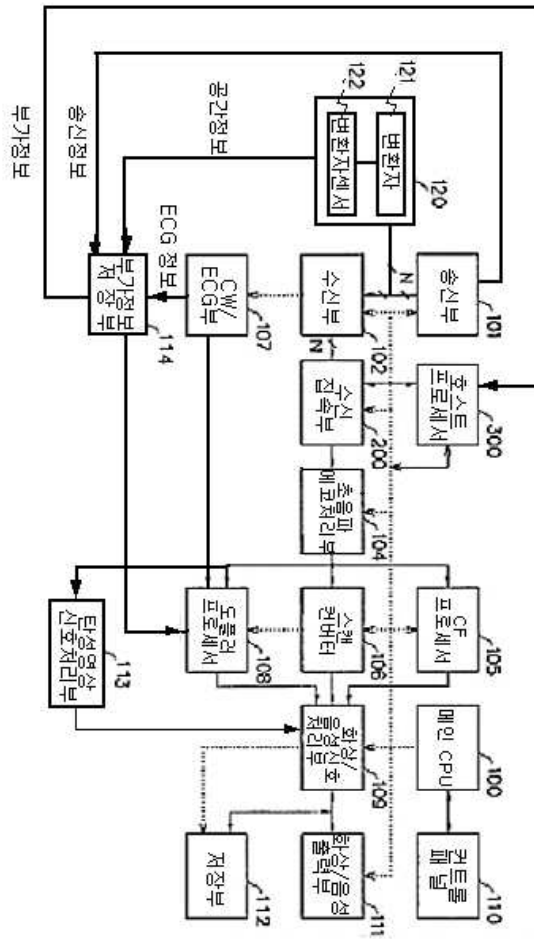 송신부
101
호스트
프로세서
300
CF
프로세서
105
메인 CPU
100
컨트롤
패널
110
N
121
변환자
122
변환자센서
120
수신부
102
N
수신
집속부
200
초음파
에코처리부
104
스캔
컨버터
106
화상/
음성신호
처리부
109
화상/음성
출력부
111
공간정보
CW/
ECG부
107
도플러
프로세서
108
저장부
112
ECG 정보
송신정보
부가정보
저장부
114
탄성영상
신호처리부
113
부가정보